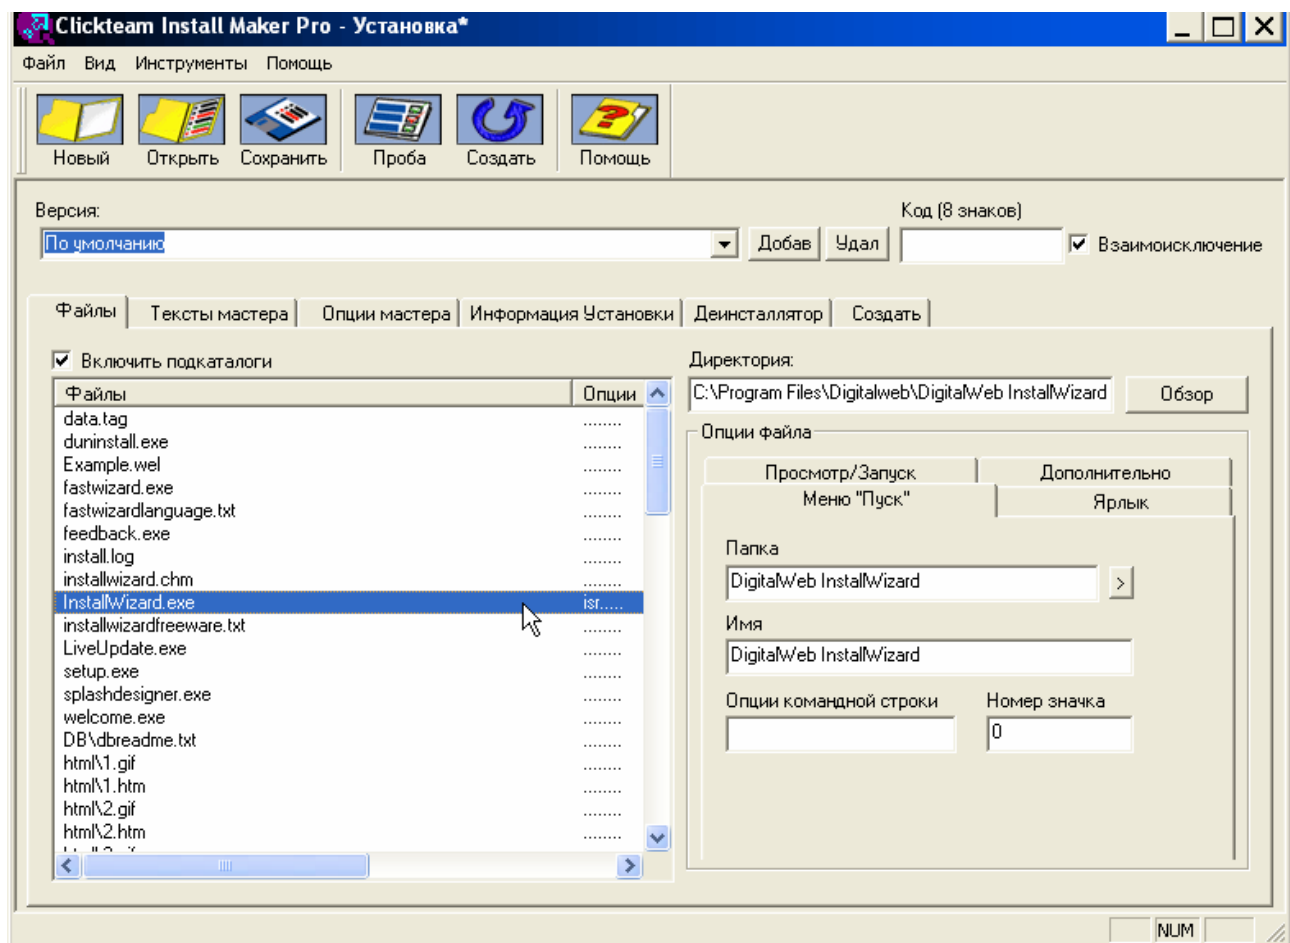 Clickteam Install Maker Pro - Установка*
Файл Вид Инструменты Помощь
Новый Открыть Сохранить Проба Создать Помощь
Версия: Код (8 знаков)
По умолчанию Добав Удал Взаимоисключение
Файлы Тексты мастера Опции мастера Информация Установки Деинсталлятор Создать
Включить подкаталоги
Файлы Опции
data.tag ........
duninstall.exe ........
Example.wel ........
fastwizard.exe ........
fastwizardlanguage.txt ........
feedback.exe ........
install.log ........
installwizard.chm ........
InstallWizard.exe isr.....
installwizardfreeware.txt ........
LiveUpdate.exe ........
setup.exe ........
splashdesigner.exe ........
welcome.exe ........
DB\dbreadme.txt ........
html\1.gif ........
html\1.htm ........
html\2.gif ........
html\2.htm ........
Директория:
C:\Program Files\Digitalweb\DigitalWeb InstallWizard Обзор
Опции файла
Просмотр/Запуск Дополнительно
Меню "Пуск" Ярлык
Папка
DigitalWeb InstallWizard >
Имя
DigitalWeb InstallWizard
Опции командной строки Номер значка
0
NUM